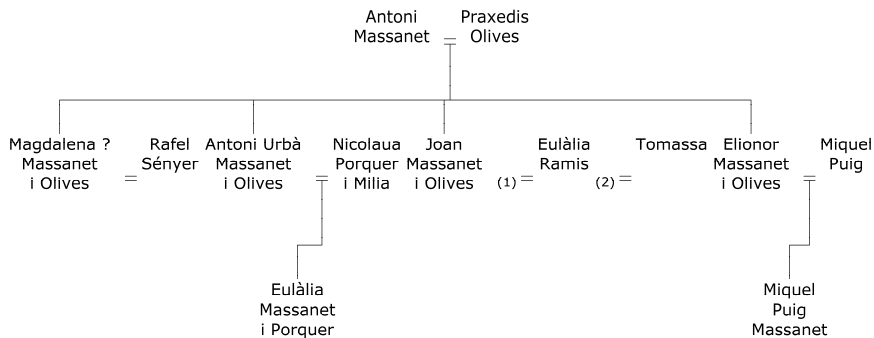 Antoni
Massanet
=
Praxedis
Olives
Magdalena ?
Massanet
i Olives
=
Rafel
Sényer
Antoni Urbà
Massanet
i Olives
=
Nicolaua
Porquer
i Milia
Joan
Massanet
i Olives
(1) =
Eulàlia
Ramis
(2) =
Tomassa
Elionor
Massanet
i Olives
=
Miquel
Puig
Eulàlia
Massanet
i Porquer
Miquel
Puig
Massanet